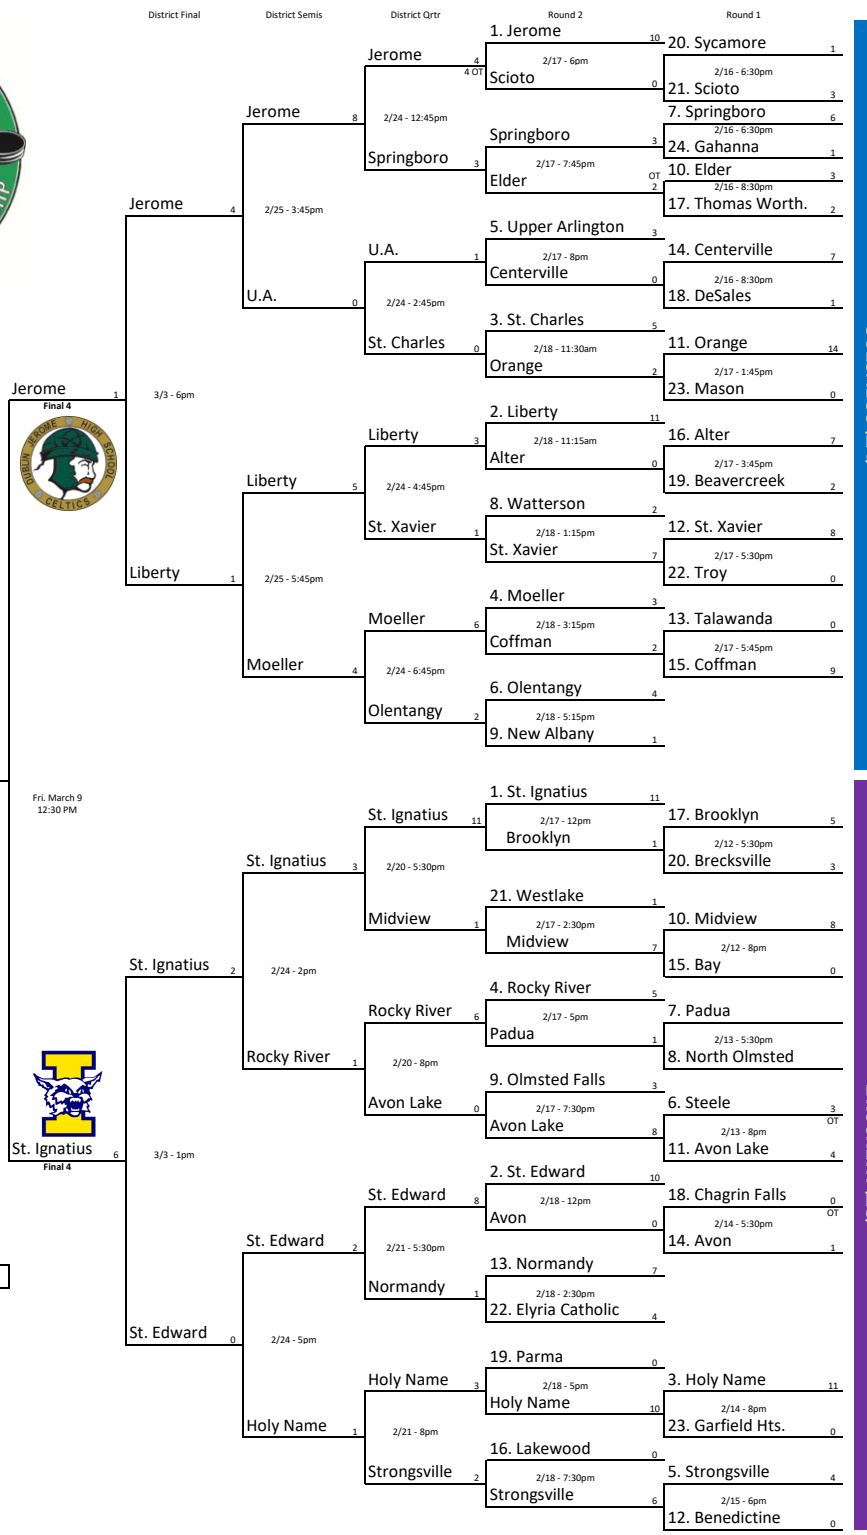 District Final
District Semis
District Qrtr
Round 2
Round 1
1. Jerome
10
20. Sycamore
1
Jerome
4
4 OT
2/17 - 6pm
2/16 - 6:30pm
Scioto
0
21. Scioto
3
Jerome
8
2/24 - 12:45pm
7. Springboro
6
Springboro
3
2/16 - 6:30pm
24. Gahanna
1
Springboro
3
2/17 - 7:45pm
10. Elder
3
Elder
OT
2
2/16 - 8:30pm
17. Thomas Worth.
2
Jerome
4
2/25 - 3:45pm
5. Upper Arlington
3
14. Centerville
7
U.A.
1
2/17 - 8pm
2/16 - 8:30pm
Centerville
0
18. DeSales
1
U.A.
0
2/24 - 2:45pm
3. St. Charles
5
11. Orange
14
St. Charles
0
2/18 - 11:30am
2/17 - 1:45pm
Orange
2
23. Mason
0
Jerome
1
Final 4
3/3 - 6pm
DUBLIN JEROME HIGH SCHOOL
CELTICS
2. Liberty
11
16. Alter
7
Liberty
3
2/18 - 11:15am
2/17 - 3:45pm
Alter
0
19. Beavercreek
2
Liberty
5
2/24 - 4:45pm
8. Watterson
2
12. St. Xavier
8
St. Xavier
1
2/18 - 1:15pm
2/17 - 5:30pm
St. Xavier
7
22. Troy
0
Liberty
1
2/25 - 5:45pm
4. Moeller
3
13. Talawanda
0
Moeller
6
2/18 - 3:15pm
2/17 - 5:45pm
Coffman
2
15. Coffman
9
Moeller
4
2/24 - 6:45pm
6. Olentangy
4
Olentangy
2
2/18 - 5:15pm
9. New Albany
1
Fri. March 9
12:30 PM
1. St. Ignatius
11
17. Brooklyn
5
St. Ignatius
11
2/17 - 12pm
2/12 - 5:30pm
Brooklyn
1
20. Brecksville
3
St. Ignatius
3
2/20 - 5:30pm
21. Westlake
1
10. Midview
8
Midview
1
2/17 - 2:30pm
2/12 - 8pm
Midview
7
15. Bay
0
St. Ignatius
2
2/24 - 2pm
4. Rocky River
5
7. Padua
Rocky River
6
2/17 - 5pm
2/13 - 5:30pm
Padua
1
8. North Olmsted
Rocky River
1
2/20 - 8pm
9. Olmsted Falls
3
6. Steele
3
OT
Avon Lake
0
2/17 - 7:30pm
2/13 - 8pm
Avon Lake
8
11. Avon Lake
4
I
St. Ignatius
6
Final 4
3/3 - 1pm
2. St. Edward
10
18. Chagrin Falls
0
OT
St. Edward
8
2/18 - 12pm
2/14 - 5:30pm
Avon
0
14. Avon
1
St. Edward
2
2/21 - 5:30pm
13. Normandy
7
Normandy
1
2/18 - 2:30pm
22. Elyria Catholic
4
St. Edward
0
2/24 - 5pm
19. Parma
0
3. Holy Name
11
Holy Name
3
2/18 - 5pm
2/14 - 8pm
Holy Name
10
23. Garfield Hts.
0
Holy Name
1
2/21 - 8pm
16. Lakewood
0
5. Strongsville
4
Strongsville
2
2/18 - 7:30pm
2/15 - 6pm
Strongsville
6
12. Benedictine
0